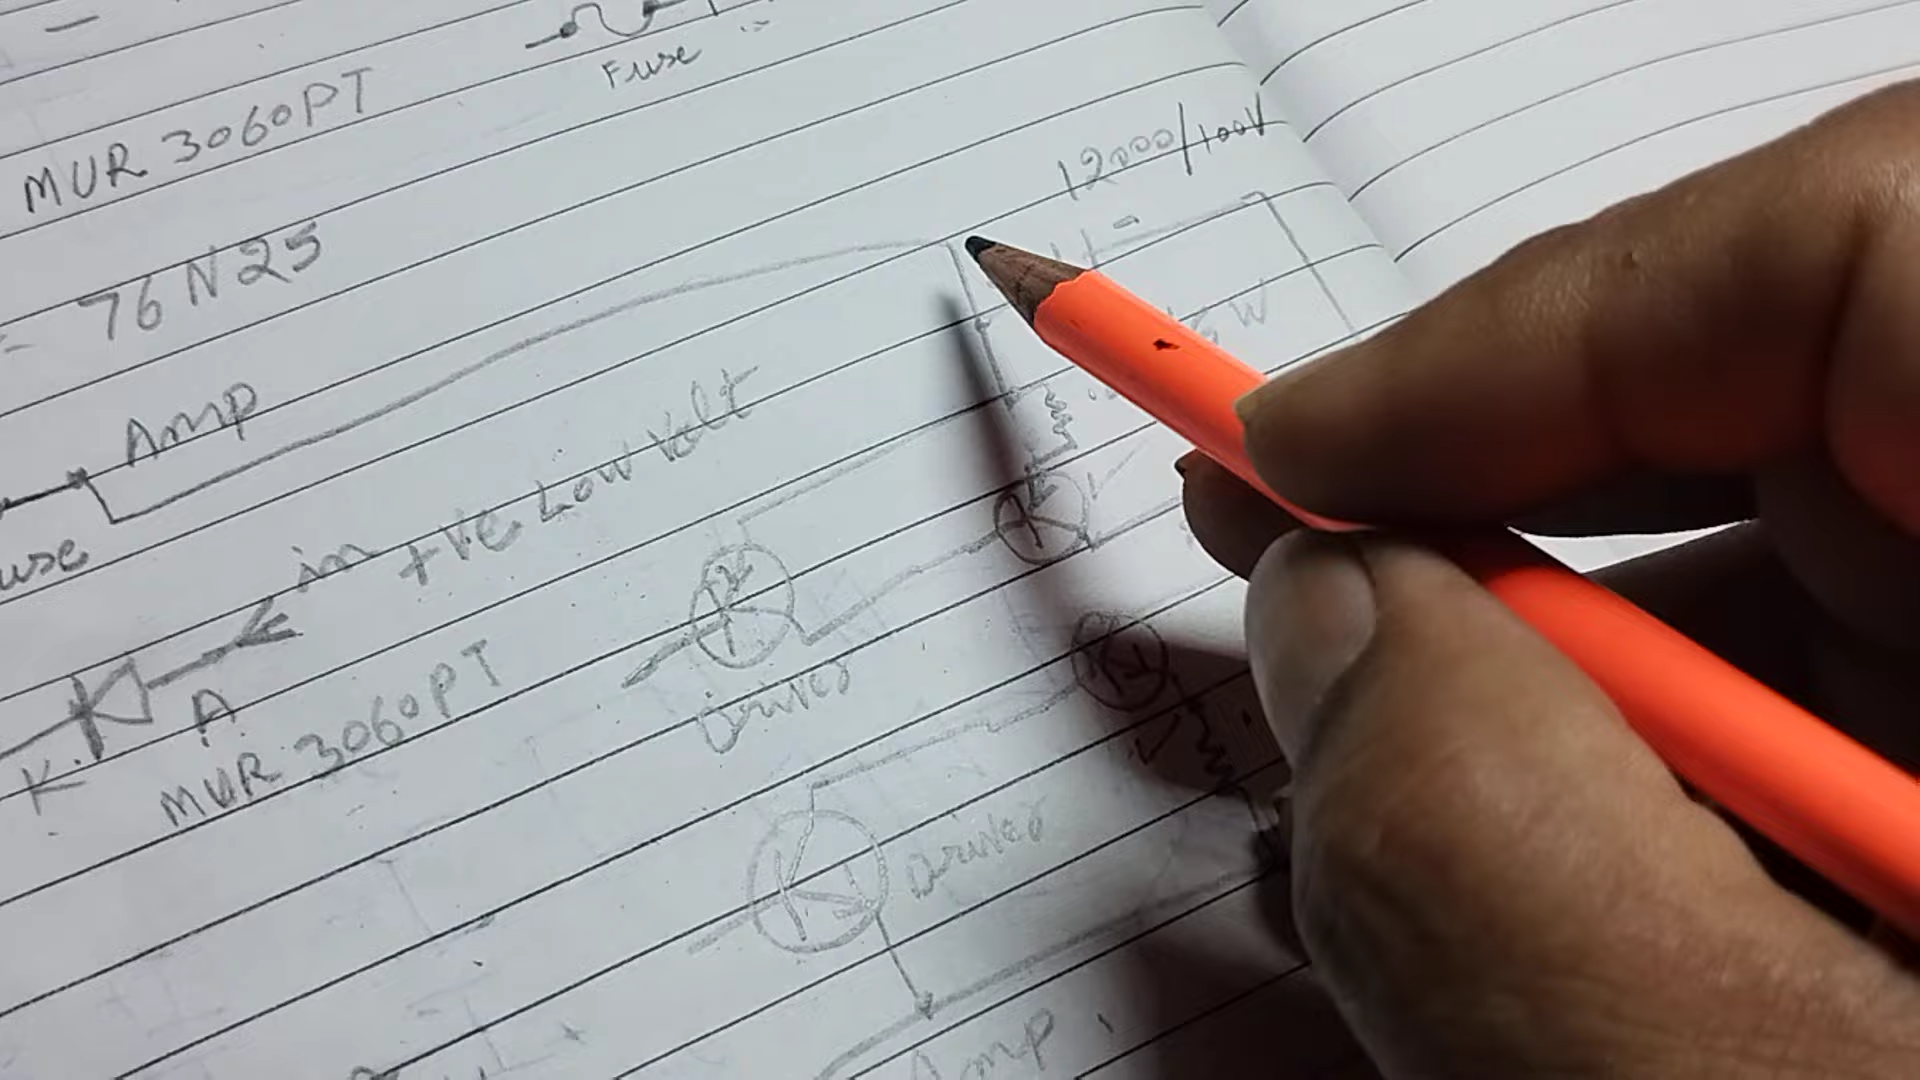 Fuse
MUR 3060PT
12000/100V
= 76N25
W
Amp
in +ve Low Volt
use
A
K.
MUR 3060PT
Driver
Driver
Amp